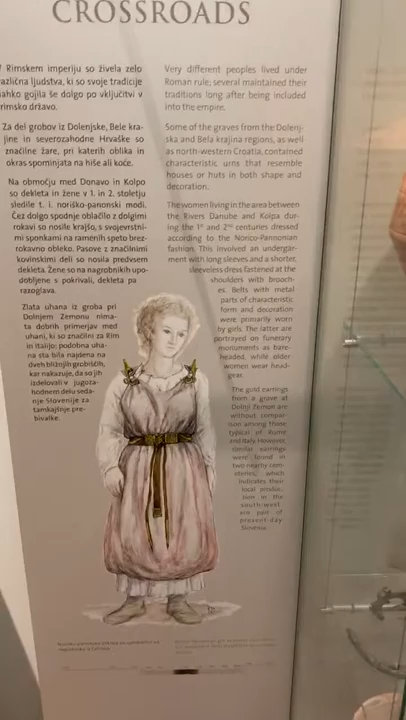 CROSSROADS
Rimskem imperiju so živela zelo
različna ljudstva, ki so svoje tradicije
lahko gojila še dolgo po vključitvi v
rimsko državo.
Za del grobov iz Dolenjske, Bele kra-
jine in severozahodne Hrvaške so
značilne žare, pri katerih oblika in
okras spominjata na hiše ali koče.
Na območju med Donavo in Kolpo
so dekleta in žene v 1. in 2. stoletju
sledile t. i. noriško-panonski modi.
Čez dolgo spodnje oblačilo z dolgimi
rokavi so nosile krajšo, s svojevrstni-
mi sponkami na ramenih speto brez-
rokavno obleko. Pasove z značilnimi
kovinskimi deli so nosila predvsem
dekleta. Žene so na nagrobnikih upo-
dobljene s pokrivali, dekleta pa
razoglava.
Zlata uhana iz groba pri
Dolnjem Zemonu nima-
ta dobrih primerjav med
uhani, ki so značilni za Rim
in Italijo; podobna uha-
na sta bila najdena na
dveh bližnjih grobiščih,
kar nakazuje, da so jih
izdelovali v jugoza-
hodnem delu seda-
nje Slovenije za
tamkajšnje pre-
bivalke.
Very different peoples lived under
Roman rule; several maintained their
traditions long after being included
into the empire.
Some of the graves from the Dolenj-
ska and Bela krajina regions, as well
as north-western Croatia, contained
characteristic urns that resemble
houses or huts in both shape and
decoration.
The women living in the area between
the Rivers Danube and Kolpa dur-
ing the 1st and 2nd centuries dressed
according to the Norico-Pannonian
fashion. This involved an undergar-
ment with long sleeves and a shorter,
sleeveless dress fastened at the
shoulders with brooch-
es. Belts with metal
parts of characteristic
form and decoration
were primarily worn
by girls. The latter are
portrayed on funerary
monuments as bare-
headed, while older
women wear head-
gear.
The gold earrings
from a grave at
Dolnji Zemon are
without compar-
ison among those
typical of Rome
and Italy. However,
similar earrings
were found in
two nearby cem-
eteries, which
indicates their
local produc-
tion in the
south-west
are part of
present-day
Slovenia.